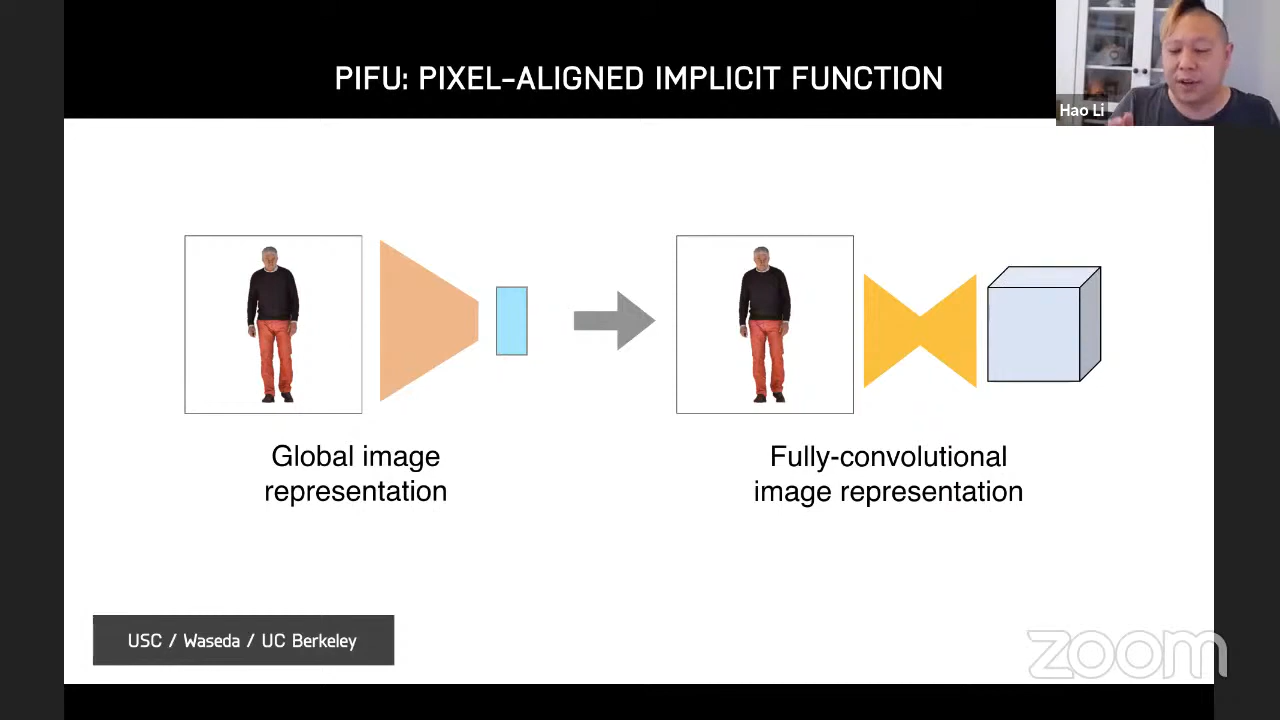 PIFU: PIXEL-ALIGNED IMPLICIT FUNCTION
Hao Li
Global image
representation
Fully-convolutional
image representation
USC / Waseda / UC Berkeley
zoom